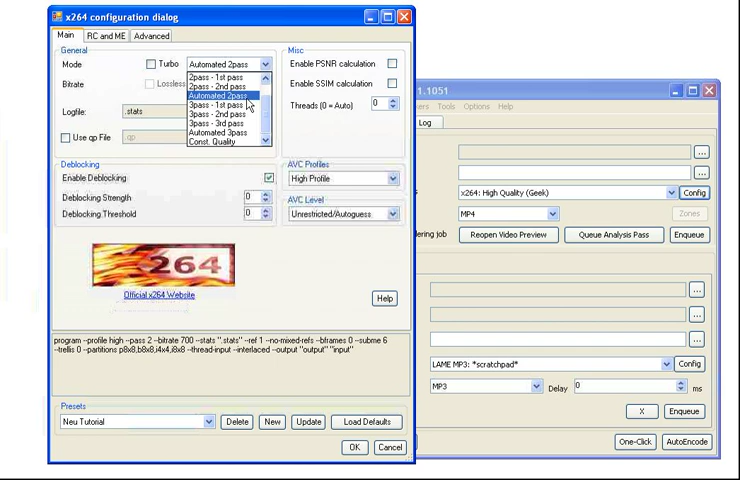 x264 configuration dialog
Main RC and ME Advanced
General
Mode Turbo Automated 2pass
2pass - 1st pass
2pass - 2nd pass
Automated 2pass
3pass - 1st pass
3pass - 2nd pass
3pass - 3rd pass
Automated 3pass
Const. Quality
Bitrate Lossless
Logfile: .stats
Use qp File qp
Misc
Enable PSNR calculation
Enable SSIM calculation
Threads (0 = Auto) 0
Deblocking
Enable Deblocking
Deblocking Strength 0
Deblocking Threshold 0
AVC Profiles
High Profile
AVC Level
Unrestricted/Autoguess
264
Official x264 Website
Help
program --profile high --pass 2 --bitrate 700 --stats ".stats" --ref 1 --no-mixed-refs --bframes 0 --subme 6
--trellis 0 --partitions p8x8,b8x8,i4x4,i8x8 --thread-input --interlaced --output "output" "input"
Presets
Neu Tutorial Delete New Update Load Defaults
OK Cancel
.1051
Tools Options Help
Log
...
...
x264: High Quality (Geek) Config
MP4 Zones
Reopen Video Preview Queue Analysis Pass Enqueue
...
...
...
LAME MP3: *scratchpad* Config
MP3 Delay 0 ms
X Enqueue
One-Click AutoEncode